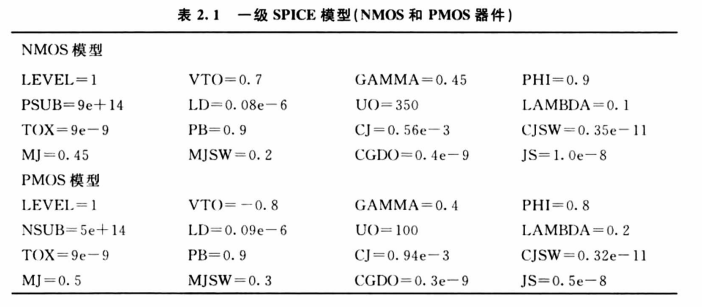 表 2.1 一级 SPICE 模型(NMOS 和 PMOS 器件)
NMOS 模型
LEVEL=1 VTO=0.7 GAMMA=0.45 PHI=0.9
PSUB=9e+14 LD=0.08e-6 UO=350 LAMBDA=0.1
TOX=9e-9 PB=0.9 CJ=0.56e-3 CJSW=0.35e-11
MJ=0.45 MJSW=0.2 CGDO=0.4e-9 JS=1.0e-8
PMOS 模型
LEVEL=1 VTO=-0.8 GAMMA=0.4 PHI=0.8
NSUB=5e+14 LD=0.09e-6 UO=100 LAMBDA=0.2
TOX=9e-9 PB=0.9 CJ=0.94e-3 CJSW=0.32e-11
MJ=0.5 MJSW=0.3 CGDO=0.3e-9 JS=0.5e-8